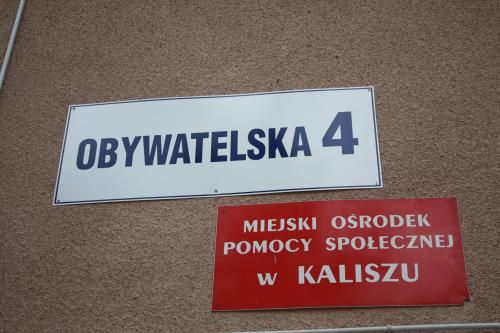 OBYWATELSKA 4
MIEJSKI OŚRODEK
POMOCY SPOŁECZNEJ
w KALISZU